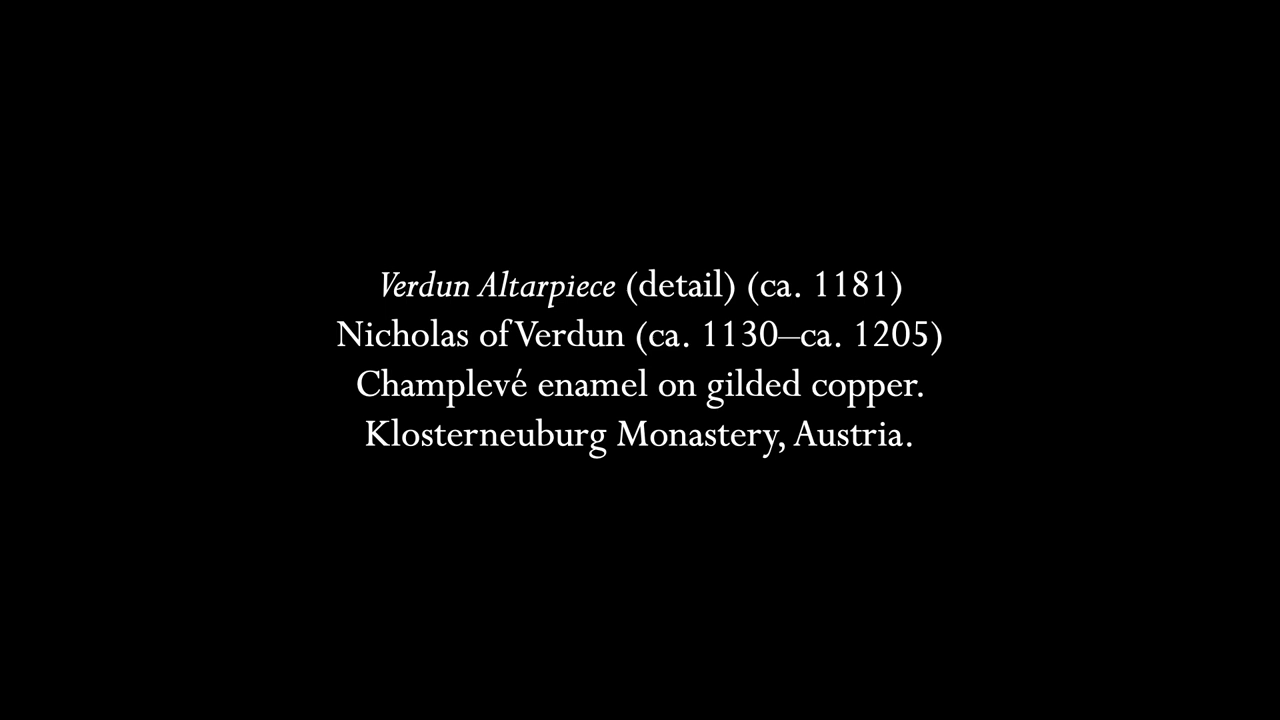 Verdun Altarpiece (detail) (ca. 1181)
Nicholas of Verdun (ca. 1130–ca. 1205)
Champlevé enamel on gilded copper.
Klosterneuburg Monastery, Austria.